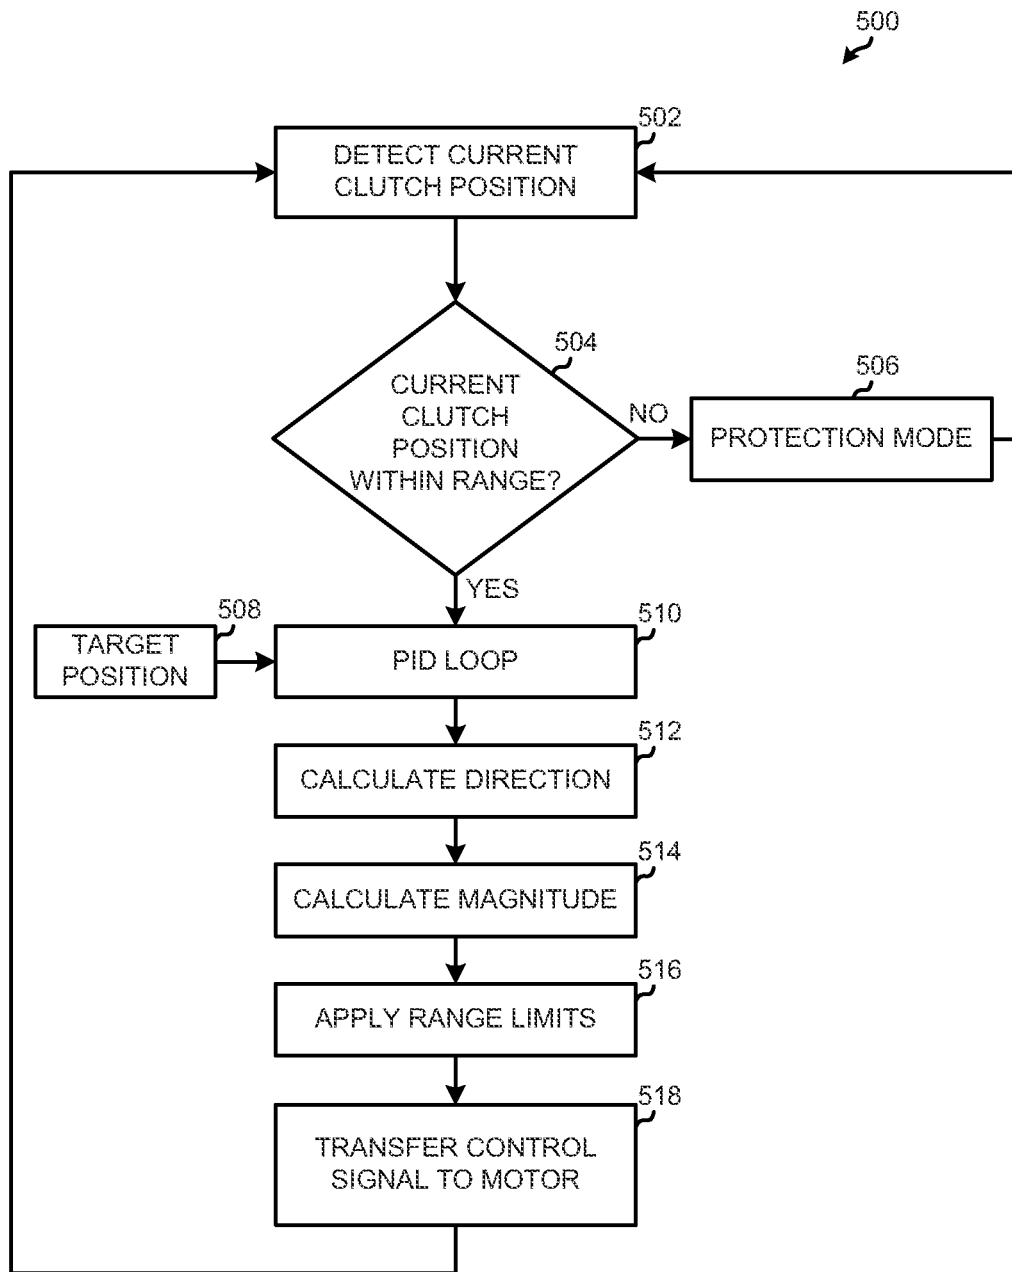 500
502
DETECT CURRENT
CLUTCH POSITION
504
CURRENT
CLUTCH
POSITION
WITHIN RANGE?
NO
506
PROTECTION MODE
YES
508
TARGET
POSITION
510
PID LOOP
512
CALCULATE DIRECTION
514
CALCULATE MAGNITUDE
516
APPLY RANGE LIMITS
518
TRANSFER CONTROL
SIGNAL TO MOTOR